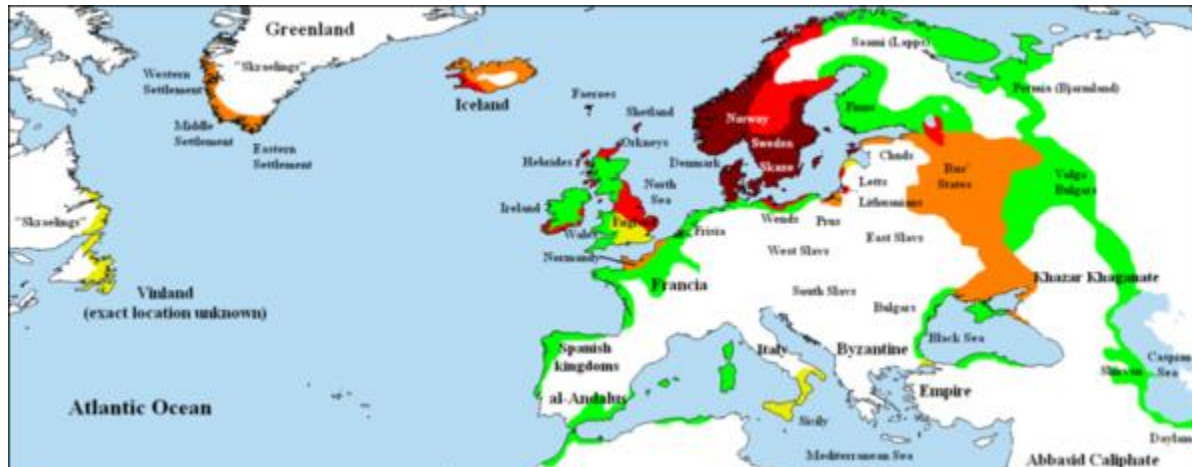 Greenland
"Skraelings"
Western
Settlement
Middle
Settlement
Eastern
Settlement
Iceland
Faeroes
Shetland
Orkneys
Hebrides
North
Sea
Ireland
Wales
England
Normandy
Frisia
Francia
Norway
Sweden
Skane
Denmark
Saami (Lapps)
Finns
Permis (Bjarmland)
Chuds
Letts
Lithuanians
Rus'
States
Volga
Bulgars
Wends
Prus
West Slavs
East Slavs
South Slavs
Bulgars
Khazar Khaganate
Black Sea
Caspian
Sea
Shirvan
Daylam
"Skraelings"
Vinland
(exact location unknown)
Atlantic Ocean
Spanish
kingdoms
al-Andalus
Italy
Sicily
Byzantine
Empire
Mediterranean Sea
Abbasid Caliphate